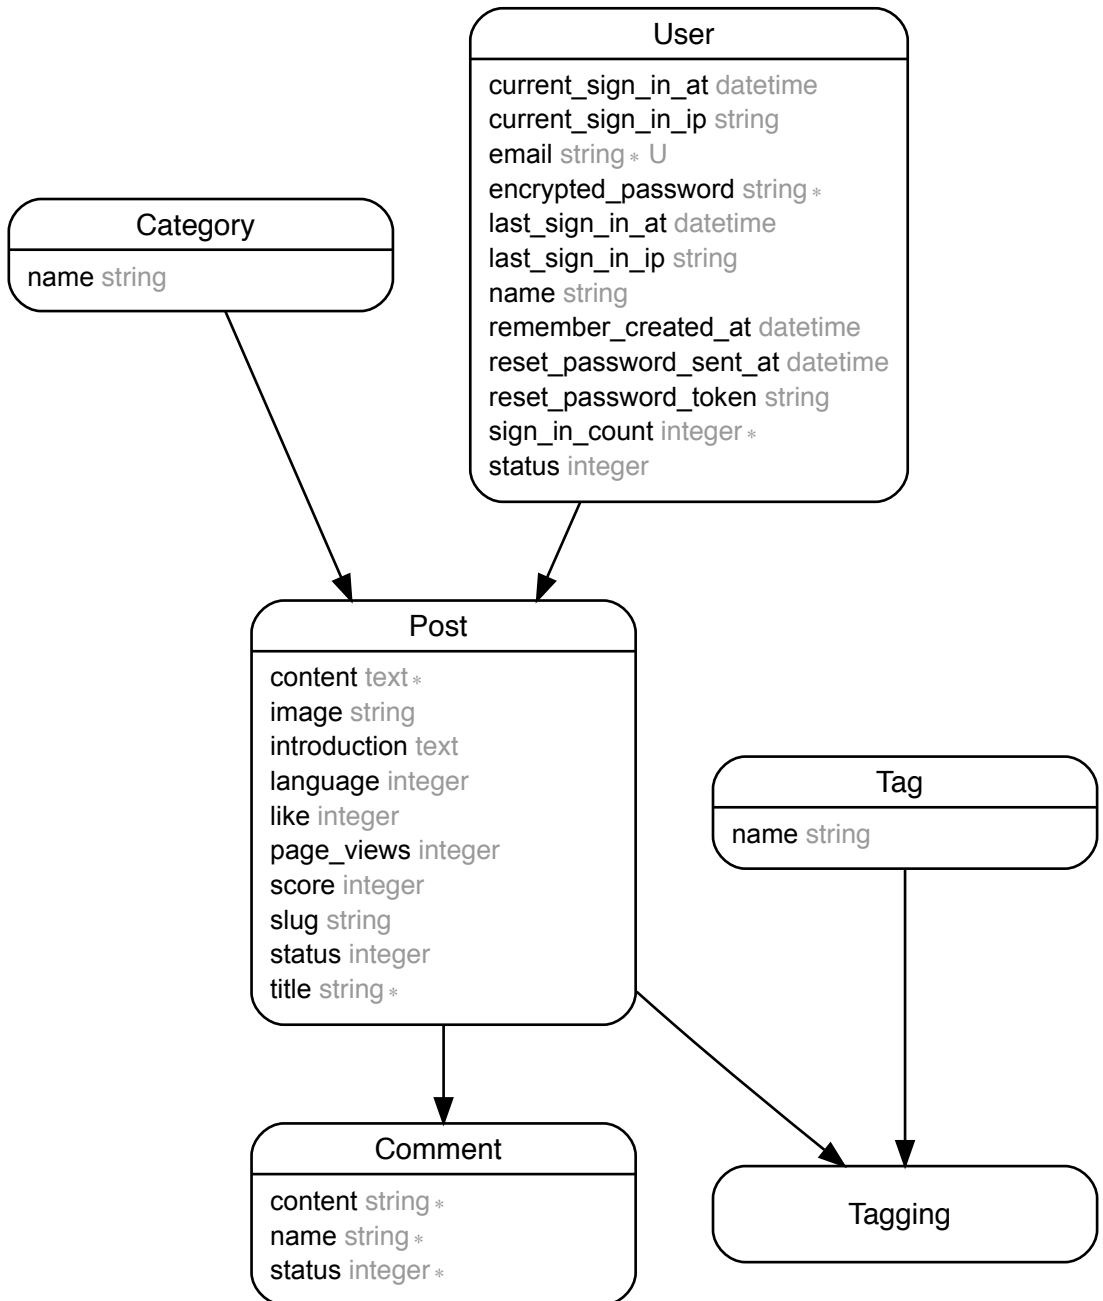 User
current_sign_in_at datetime
current_sign_in_ip string
email string * U
encrypted_password string *
last_sign_in_at datetime
last_sign_in_ip string
name string
remember_created_at datetime
reset_password_sent_at datetime
reset_password_token string
sign_in_count integer *
status integer
Category
name string
Post
content text *
image string
introduction text
language integer
like integer
page_views integer
score integer
slug string
status integer
title string *
Tag
name string
Comment
content string *
name string *
status integer *
Tagging